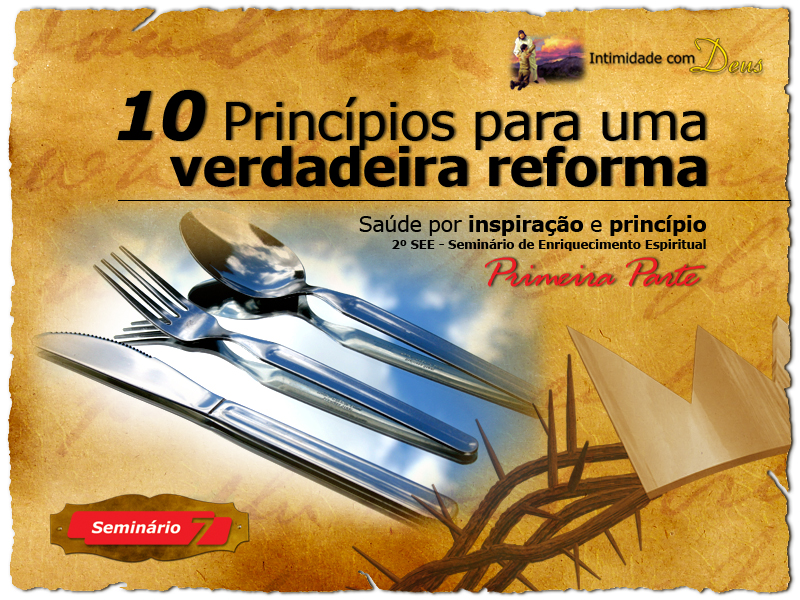 Intimidade com Deus
10 Princípios para uma
verdadeira reforma
Saúde por inspiração e princípio
2º SEE - Seminário de Enriquecimento Espiritual
Primeira Parte
Seminário 7